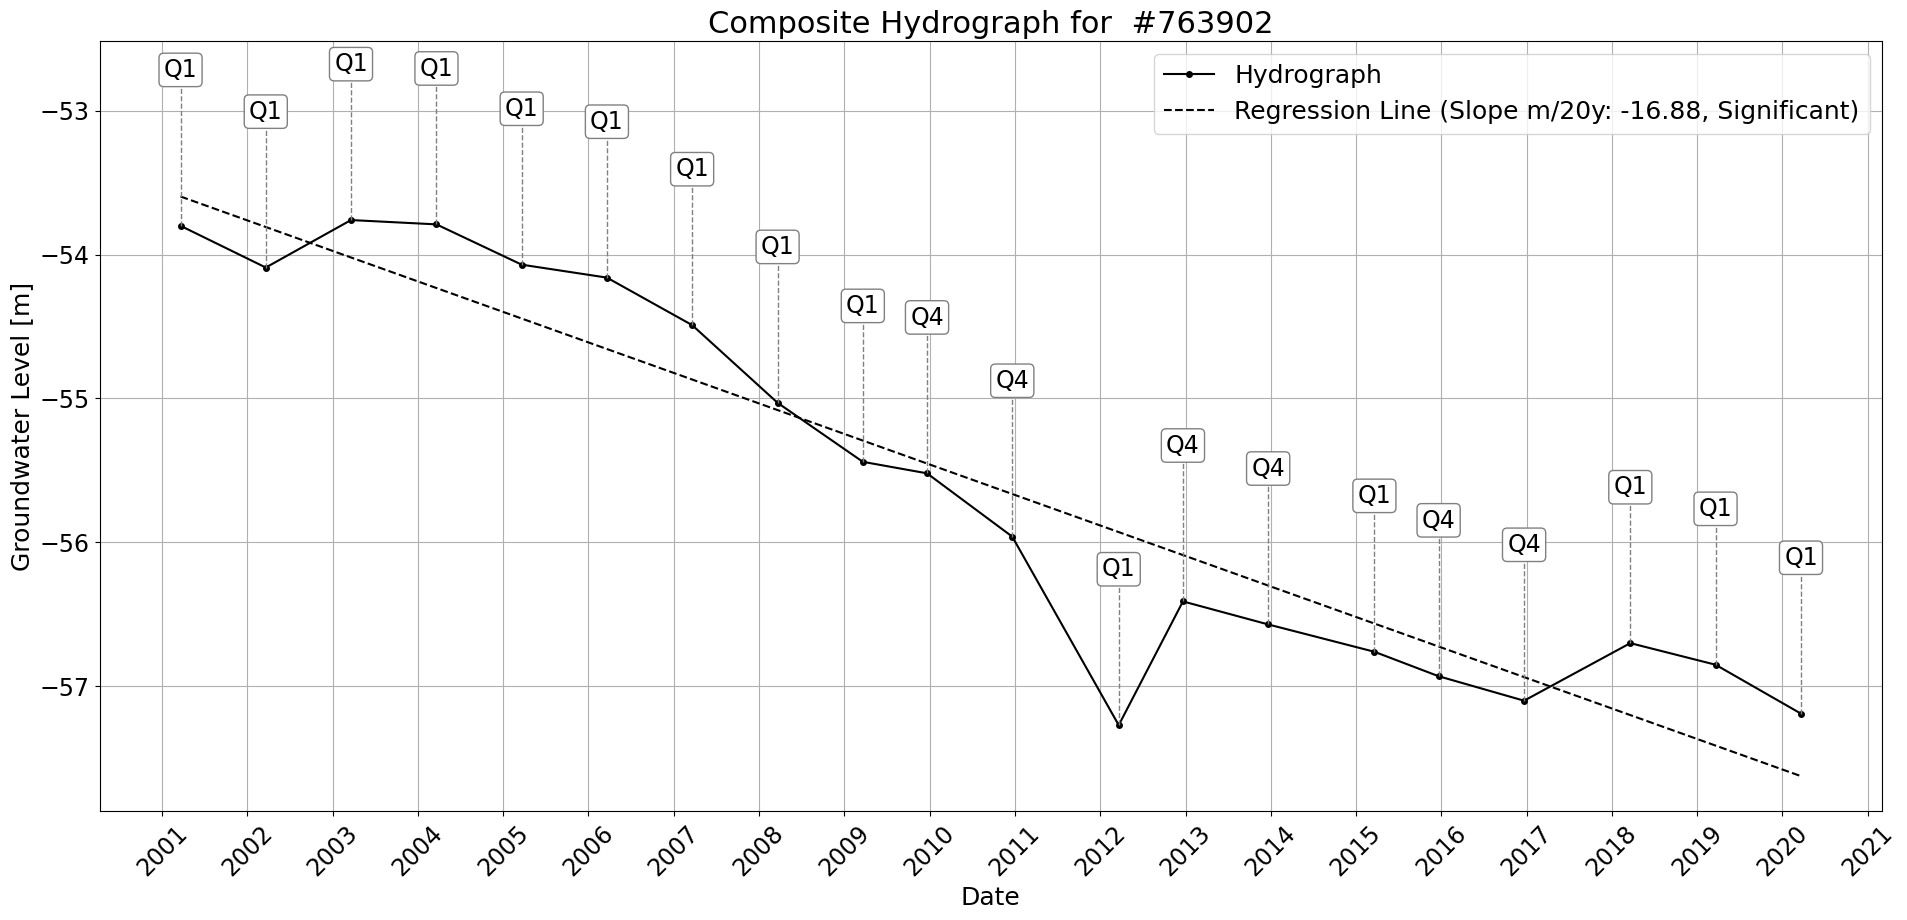 Composite Hydrograph for  #763902
Hydrograph
Regression Line (Slope m/20y: -16.88, Significant)
Q1
Q1
Q1
Q1
Q1
Q1
Q1
Q1
Q1
Q4
Q4
Q1
Q4
Q4
Q1
Q4
Q4
Q1
Q1
Q1
Groundwater Level [m]
−53
−54
−55
−56
−57
2001
2002
2003
2004
2005
2006
2007
2008
2009
2010
2011
2012
2013
2014
2015
2016
2017
2018
2019
2020
2021
Date